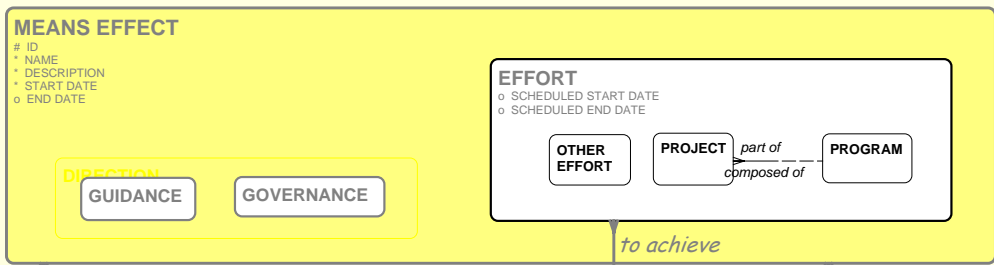 MEANS EFFECT
# ID
* NAME
* DESCRIPTION
* START DATE
o END DATE
EFFORT
o SCHEDULED START DATE
o SCHEDULED END DATE
OTHER
EFFORT
PROJECT
part of
composed of
PROGRAM
DIRECTION
GUIDANCE
GOVERNANCE
to achieve